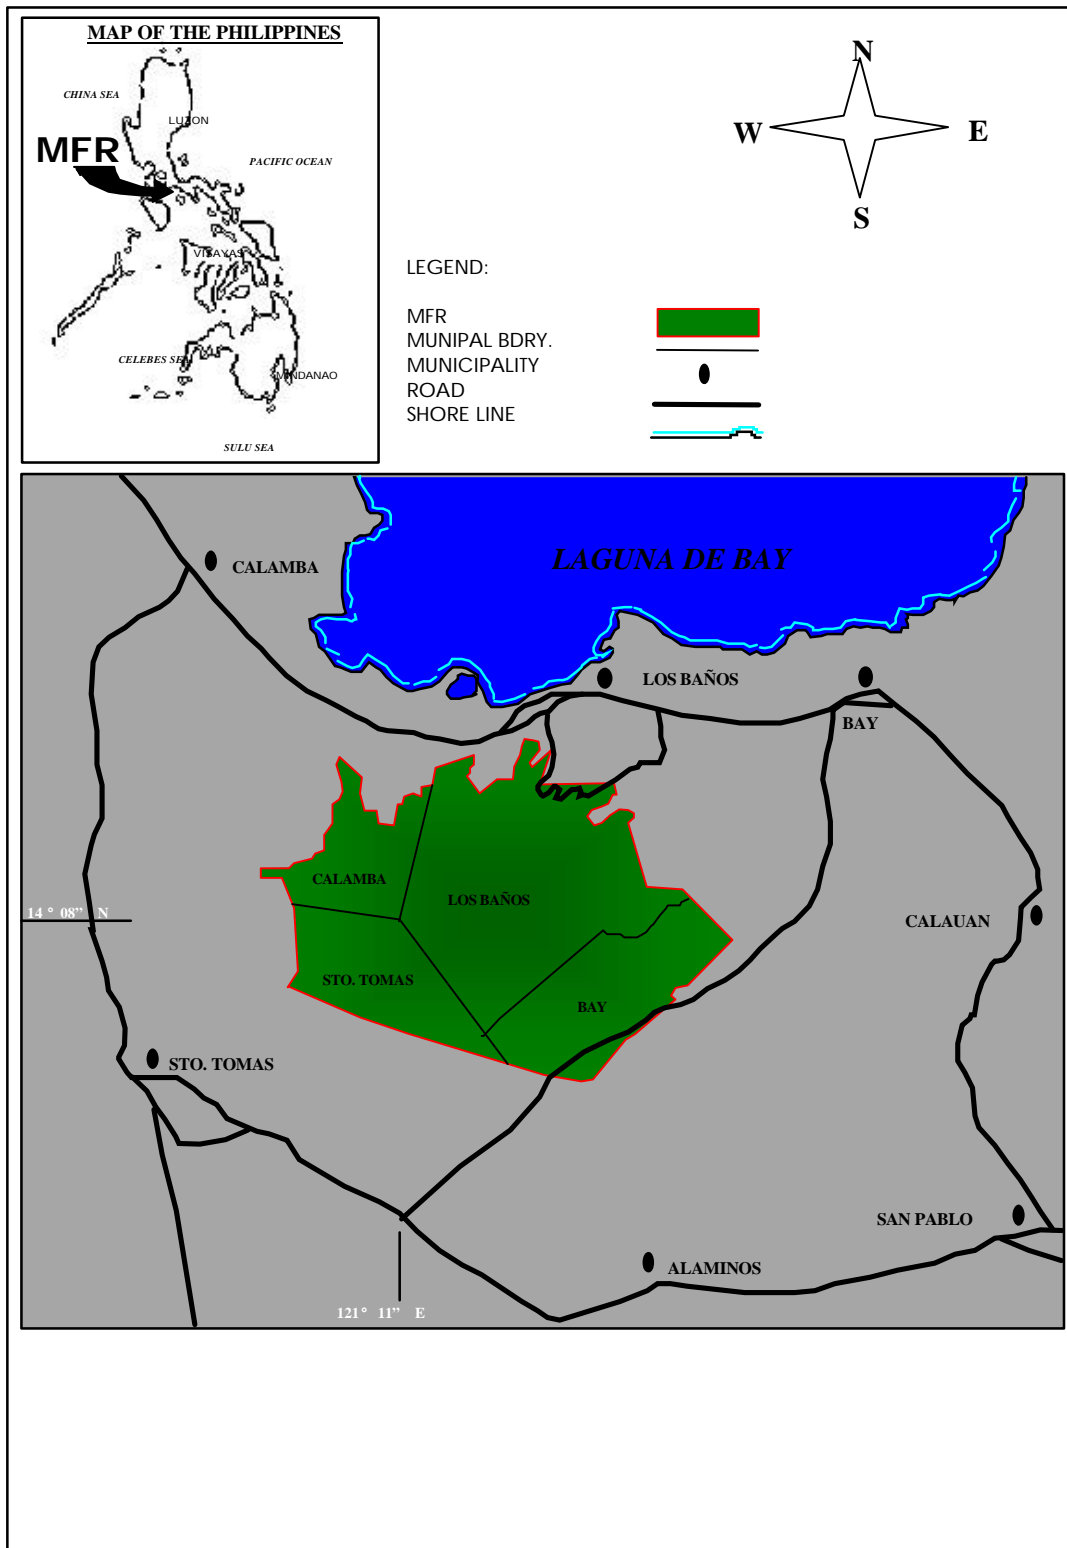 MAP OF THE PHILIPPINES
CHINA SEA
LUZON
MFR
PACIFIC OCEAN
VISAYAS
CELEBES SEA
MINDANAO
SULU SEA
N
W
E
S
LEGEND:
MFR
MUNIPAL BDRY.
MUNICIPALITY
ROAD
SHORE LINE
LAGUNA DE BAY
CALAMBA
LOS BAÑOS
BAY
CALAMBA
LOS BAÑOS
14 ° 08” N
CALAUAN
STO. TOMAS
BAY
STO. TOMAS
SAN PABLO
ALAMINOS
121° 11” E